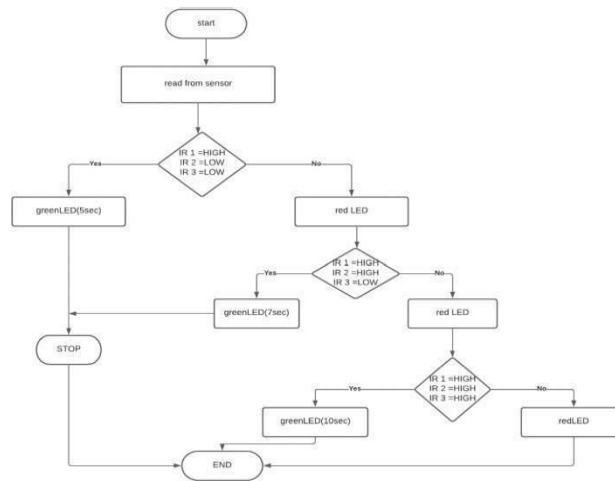 start
read from sensor
IR 1 =HIGH
IR 2 =LOW
IR 3 =LOW
Yes
No
greenLED(5sec)
red LED
IR 1 =HIGH
IR 2 =HIGH
IR 3 =LOW
Yes
No
greenLED(7sec)
red LED
STOP
IR 1 =HIGH
IR 2 =HIGH
IR 3 =HIGH
Yes
No
greenLED(10sec)
redLED
END